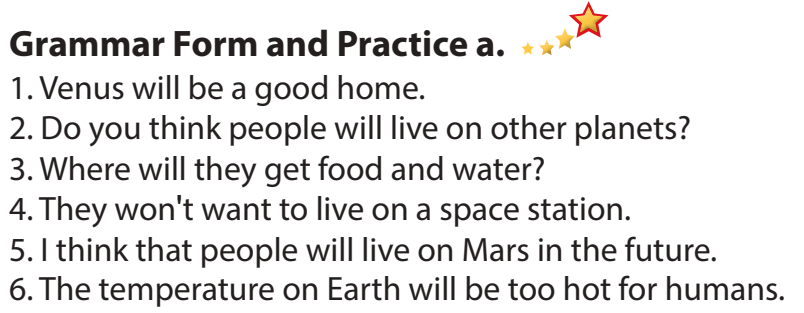 Grammar Form and Practice a.
1. Venus will be a good home.
2. Do you think people will live on other planets?
3. Where will they get food and water?
4. They won't want to live on a space station.
5. I think that people will live on Mars in the future.
6. The temperature on Earth will be too hot for humans.